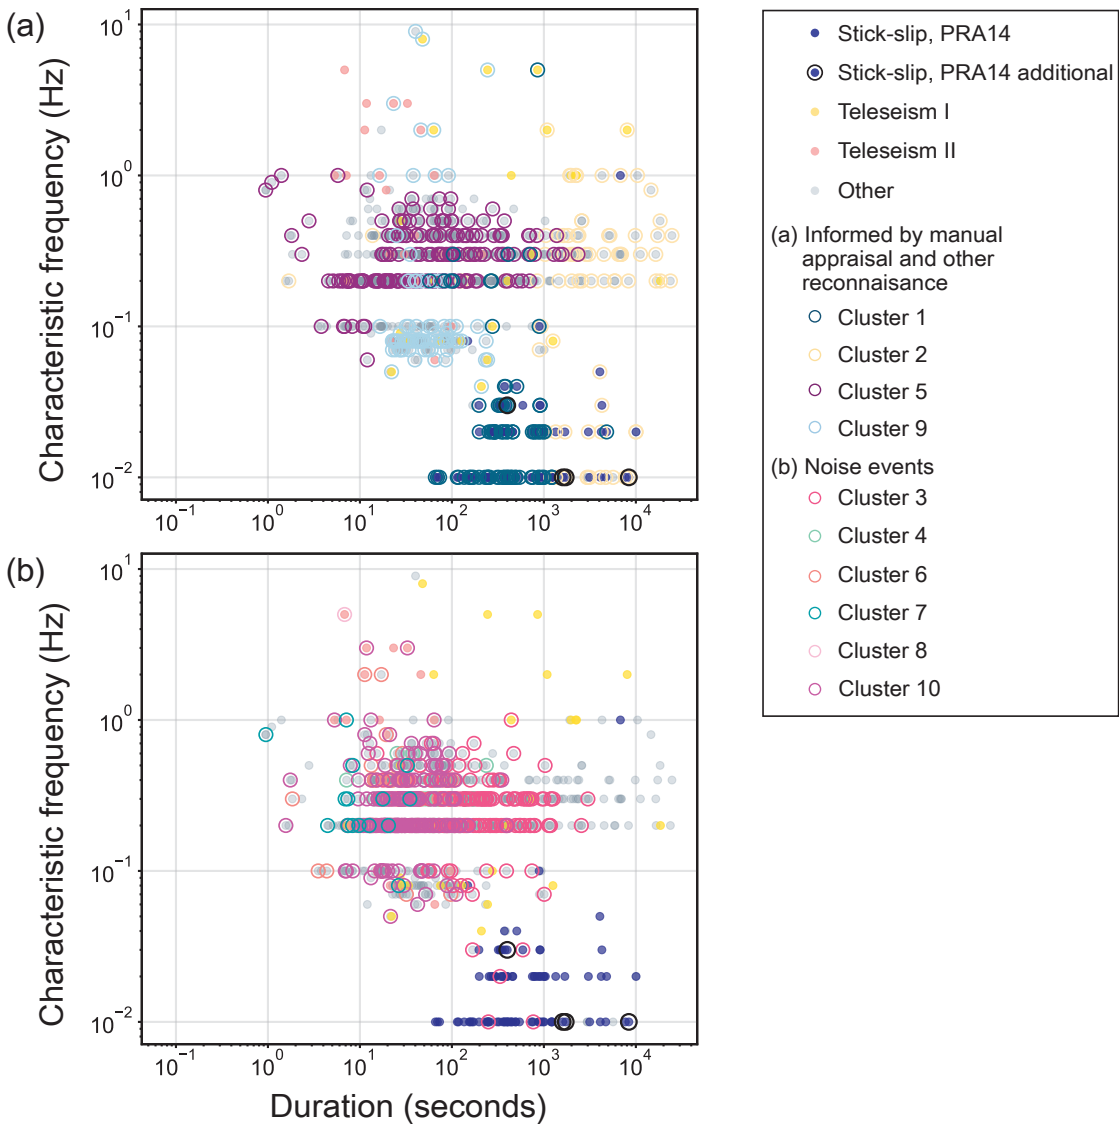 (a)
Characteristic frequency (Hz)
10^1
10^0
10^−1
10^−2
10^−1 10^0 10^1 10^2 10^3 10^4
(b)
Characteristic frequency (Hz)
10^1
10^0
10^−1
10^−2
10^−1 10^0 10^1 10^2 10^3 10^4
Duration (seconds)
Stick-slip, PRA14
Stick-slip, PRA14 additional
Teleseism I
Teleseism II
Other
(a) Informed by manual
appraisal and other
reconnaisance
Cluster 1
Cluster 2
Cluster 5
Cluster 9
(b) Noise events
Cluster 3
Cluster 4
Cluster 6
Cluster 7
Cluster 8
Cluster 10